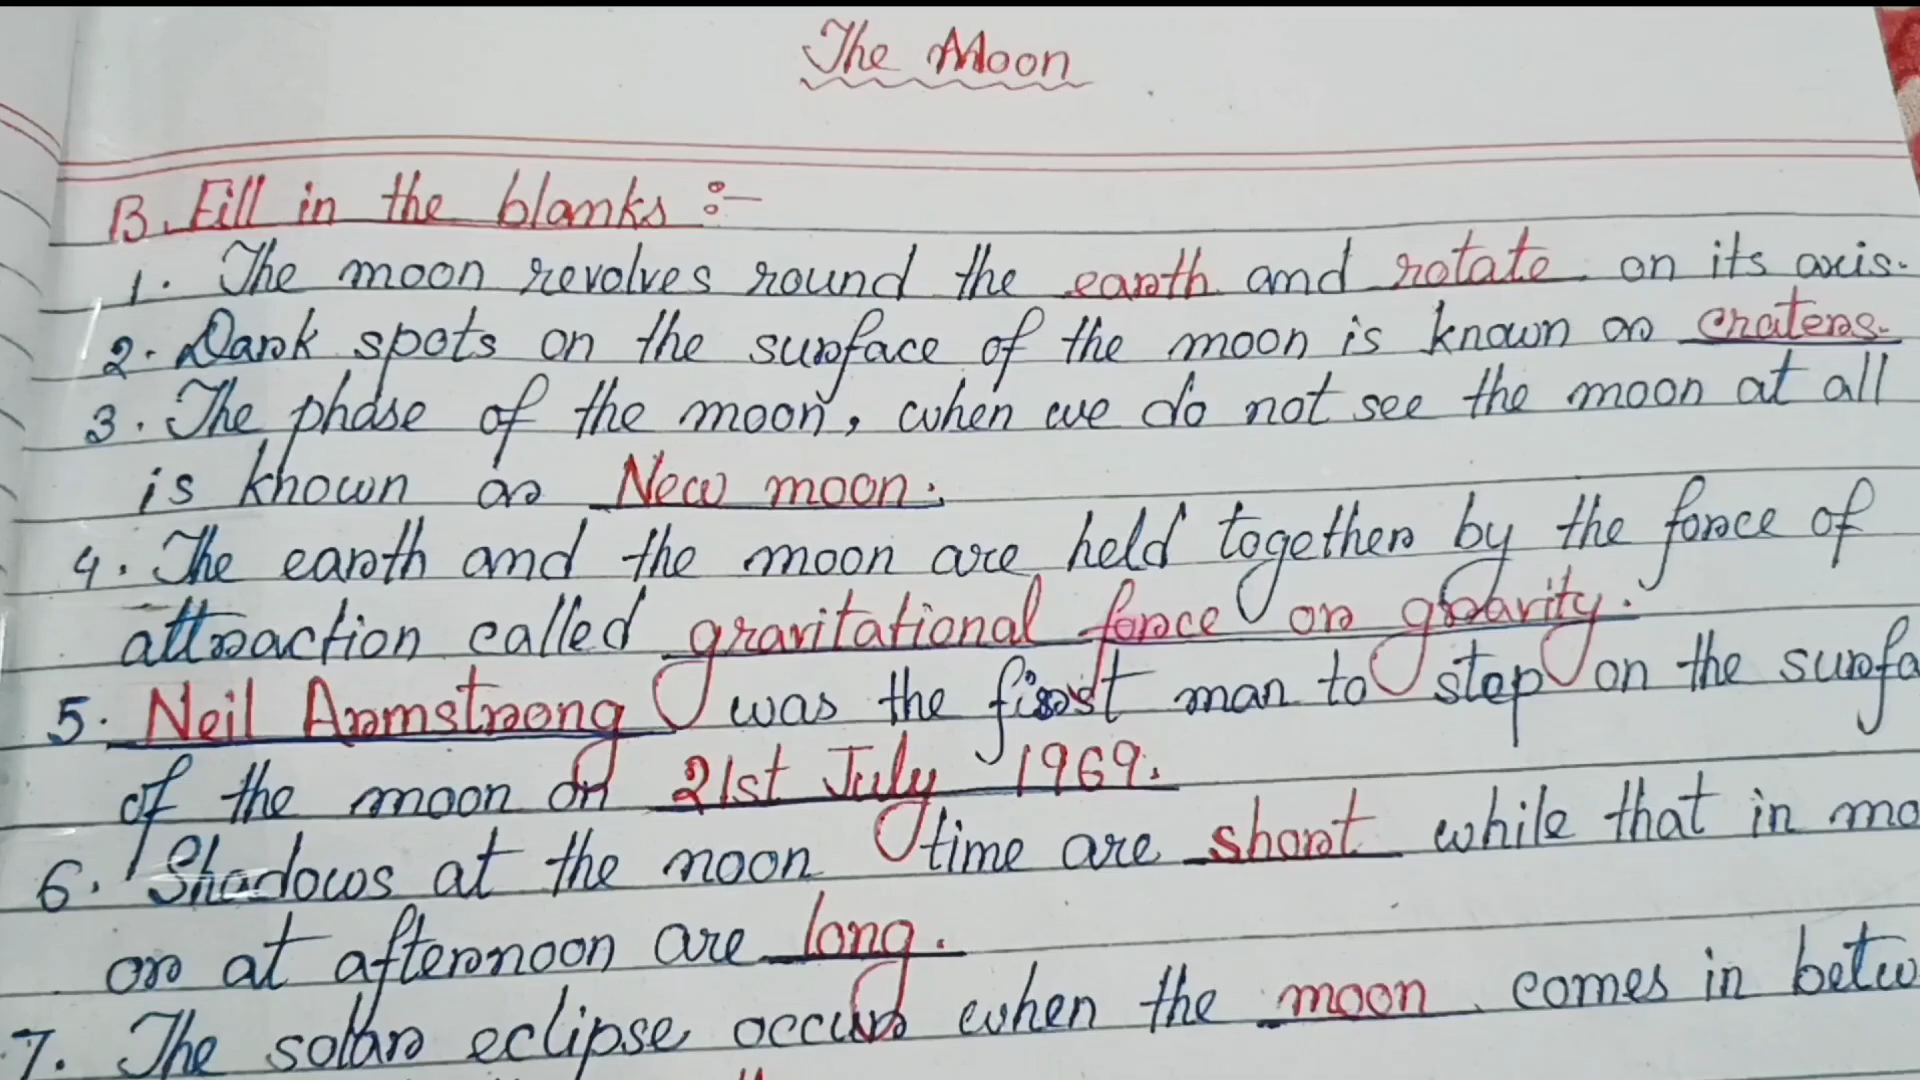 The Moon
B. Fill in the blanks :-
1. The moon revolves round the earth and rotate on its axis.
2. Dark spots on the surface of the moon is known as craters.
3. The phase of the moon, when we do not see the moon at all
is known as New moon.
4. The earth and the moon are held together by the force of
attraction called gravitational force or gravity.
5. Neil Armstrong was the first man to step on the surfa
of the moon on 21st July 1969.
6. Shadows at the noon time are short while that in mo
or at afternoon are long.
7. The solar eclipse occurs when the moon comes in betw